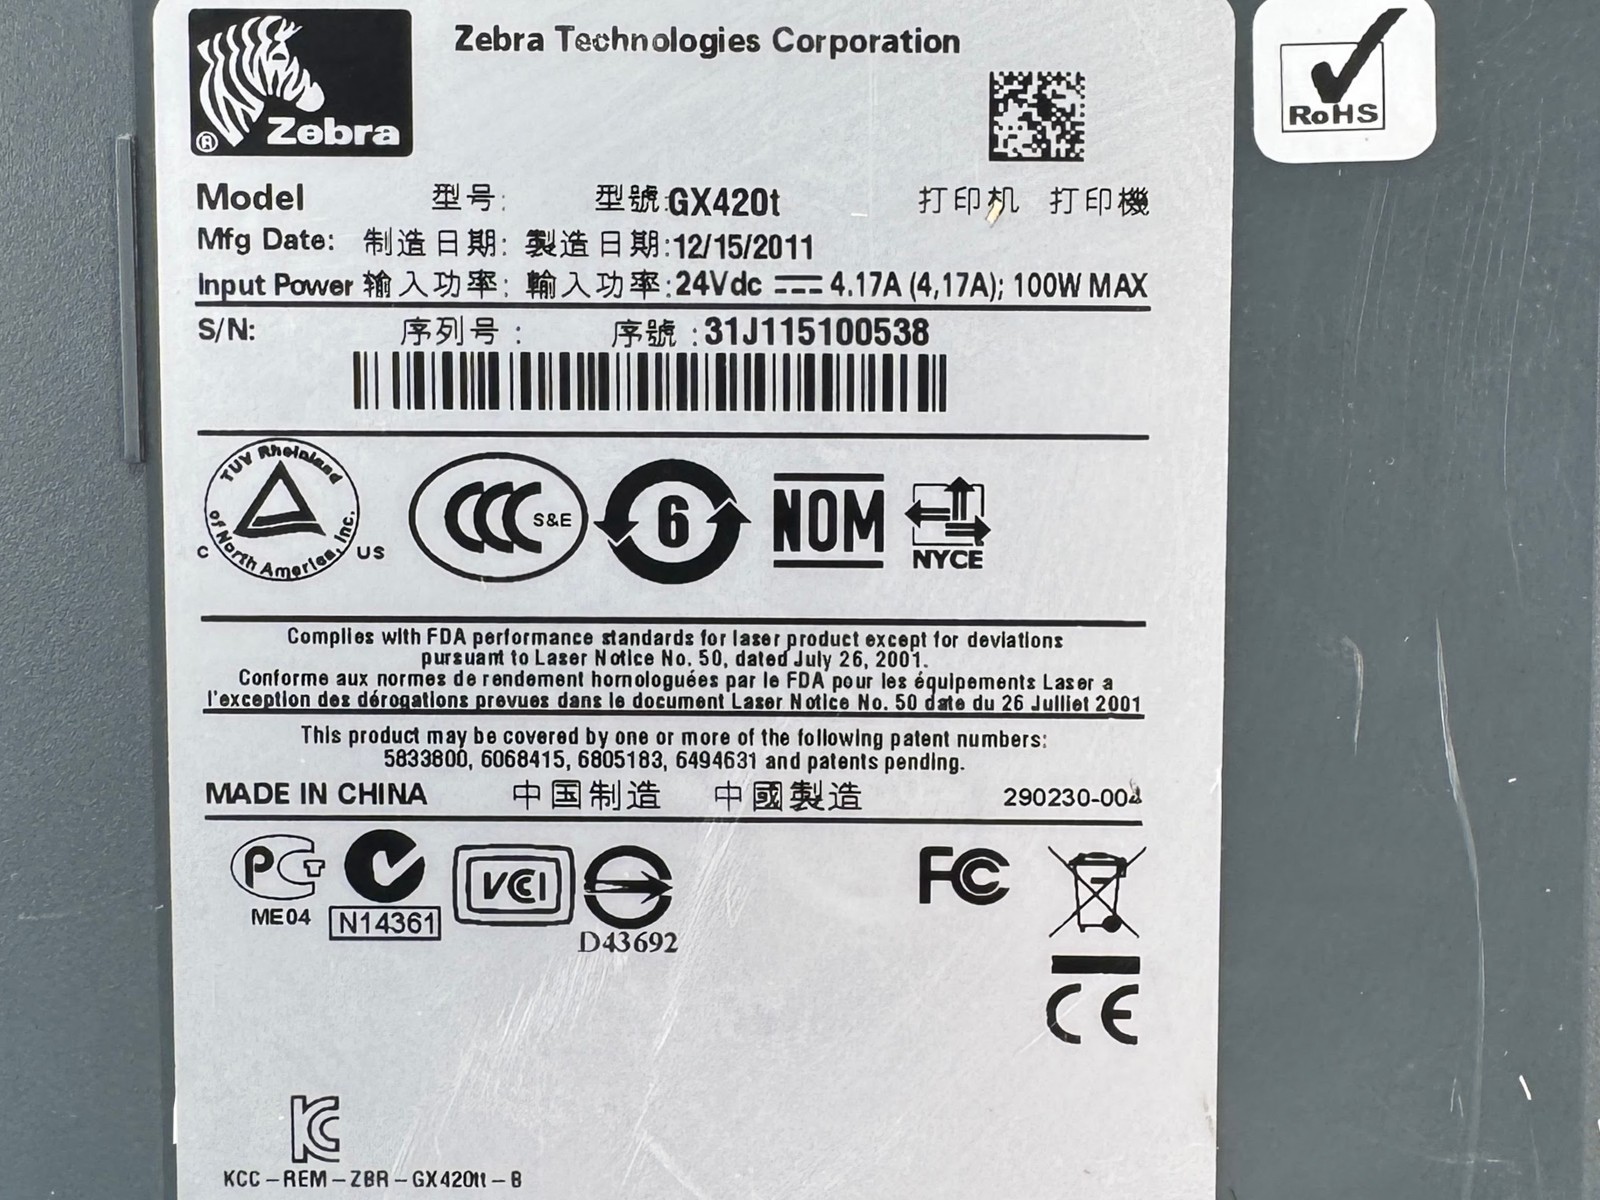 Zebra Technologies Corporation
® Zebra
RoHS
Model 型号: 型號:GX420t 打印机 打印機
Mfg Date: 制造日期: 製造日期:12/15/2011
Input Power 输入功率: 輸入功率:24Vdc 4.17A (4,17A); 100W MAX
S/N: 序列号: 序號:31J115100538
TUV Rheinland
of North America, Inc.
C US
CCC S&E
6
NOM
NYCE
Complies with FDA performance standards for laser product except for deviations
pursuant to Laser Notice No. 50, dated July 26, 2001.
Conforme aux normes de rendement homologuées par le FDA pour les équipements Laser a
l'exception des dérogations prevues dans le document Laser Notice No. 50 date du 26 Julliet 2001
This product may be covered by one or more of the following patent numbers:
5833800, 6068415, 6805183, 6494631 and patents pending.
MADE IN CHINA 中国制造 中國製造 290230-004
PCT
ME04
N14361
VCCI
D43692
FC
CE
KC
KCC-REM-ZBR-GX420tt-B